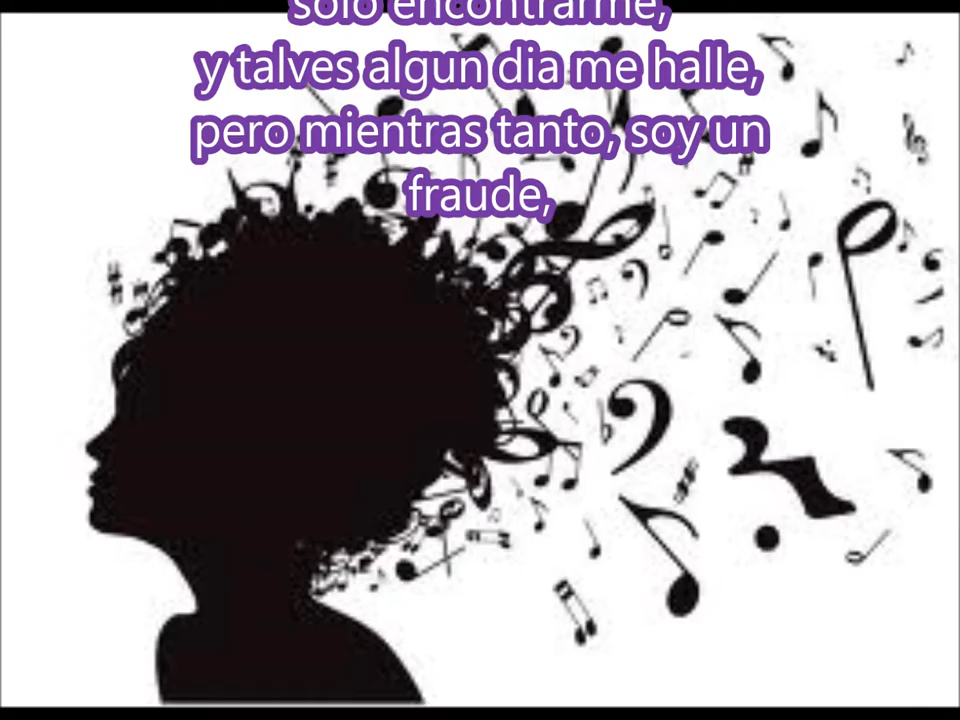 solo encontrarme,
y talves algun dia me halle,
pero mientras tanto, soy un
fraude,